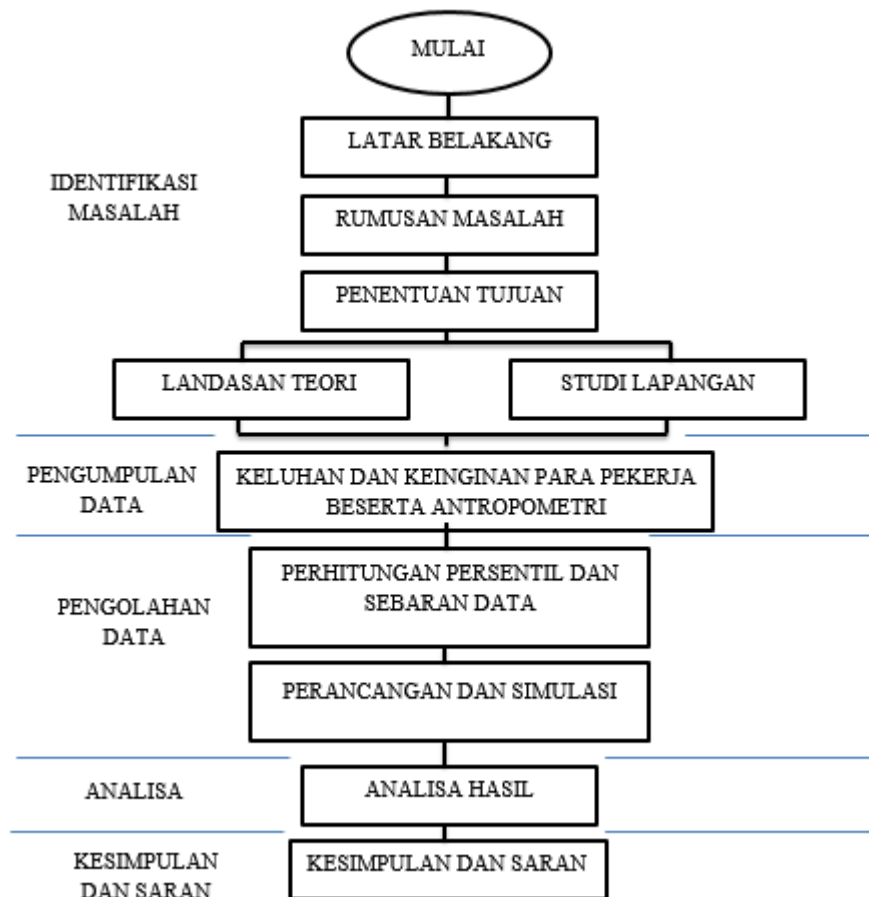 MULAI
LATAR BELAKANG
IDENTIFIKASI
MASALAH
RUMUSAN MASALAH
PENENTUAN TUJUAN
LANDASAN TEORI
STUDI LAPANGAN
PENGUMPULAN
DATA
KELUHAN DAN KEINGINAN PARA PEKERJA
BESERTA ANTROPOMETRI
PENGOLAHAN
DATA
PERHITUNGAN PERSENTIL DAN
SEBARAN DATA
PERANCANGAN DAN SIMULASI
ANALISA
ANALISA HASIL
KESIMPULAN
DAN SARAN
KESIMPULAN DAN SARAN